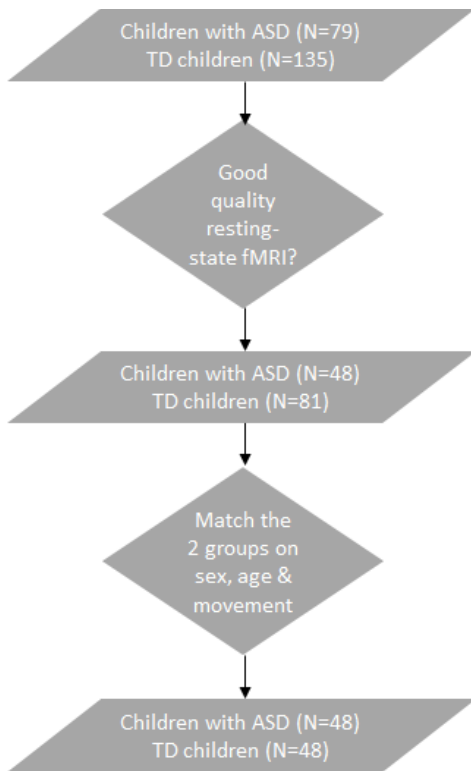 Children with ASD (N=79)
TD children (N=135)
Good
quality
resting-
state fMRI?
Children with ASD (N=48)
TD children (N=81)
Match the
2 groups on
sex, age &
movement
Children with ASD (N=48)
TD children (N=48)